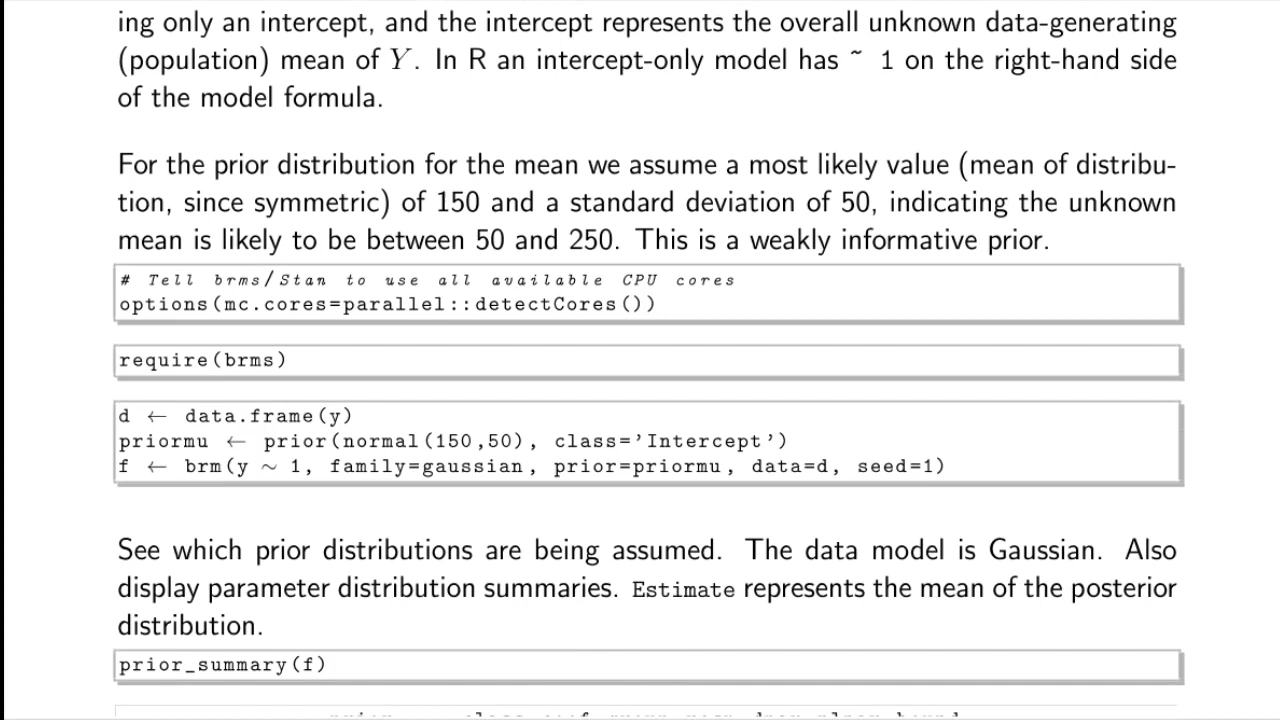 ing only an intercept, and the intercept represents the overall unknown data-generating
(population) mean of Y. In R an intercept-only model has ~ 1 on the right-hand side
of the model formula.
For the prior distribution for the mean we assume a most likely value (mean of distribu-
tion, since symmetric) of 150 and a standard deviation of 50, indicating the unknown
mean is likely to be between 50 and 250. This is a weakly informative prior.
# Tell brms/Stan to use all available CPU cores
options(mc.cores=parallel::detectCores())
require(brms)
d ← data.frame(y)
priormu ← prior(normal(150,50), class='Intercept')
f ← brm(y ∼ 1, family=gaussian, prior=priormu, data=d, seed=1)
See which prior distributions are being assumed. The data model is Gaussian. Also
display parameter distribution summaries. Estimate represents the mean of the posterior
distribution.
prior_summary(f)